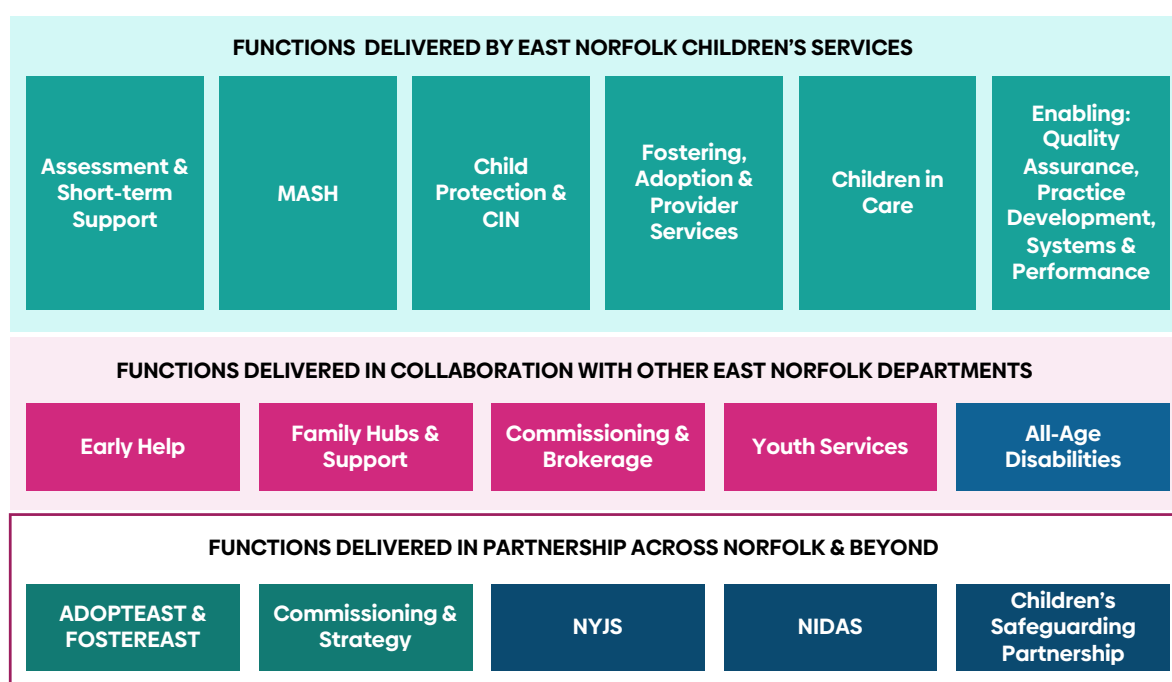 FUNCTIONS DELIVERED BY EAST NORFOLK CHILDREN'S SERVICES
Assessment &
Short-term
Support
MASH
Child
Protection &
CIN
Fostering,
Adoption &
Provider
Services
Children in
Care
Enabling:
Quality
Assurance,
Practice
Development,
Systems &
Performance
FUNCTIONS DELIVERED IN COLLABORATION WITH OTHER EAST NORFOLK DEPARTMENTS
Early Help
Family Hubs &
Support
Commissioning &
Brokerage
Youth Services
All-Age
Disabilities
FUNCTIONS DELIVERED IN PARTNERSHIP ACROSS NORFOLK & BEYOND
ADOPTEAST &
FOSTEREAST
Commissioning &
Strategy
NYJS
NIDAS
Children's
Safeguarding
Partnership